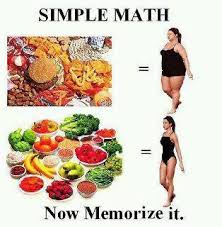 SIMPLE MATH
=
=
Now Memorize it.